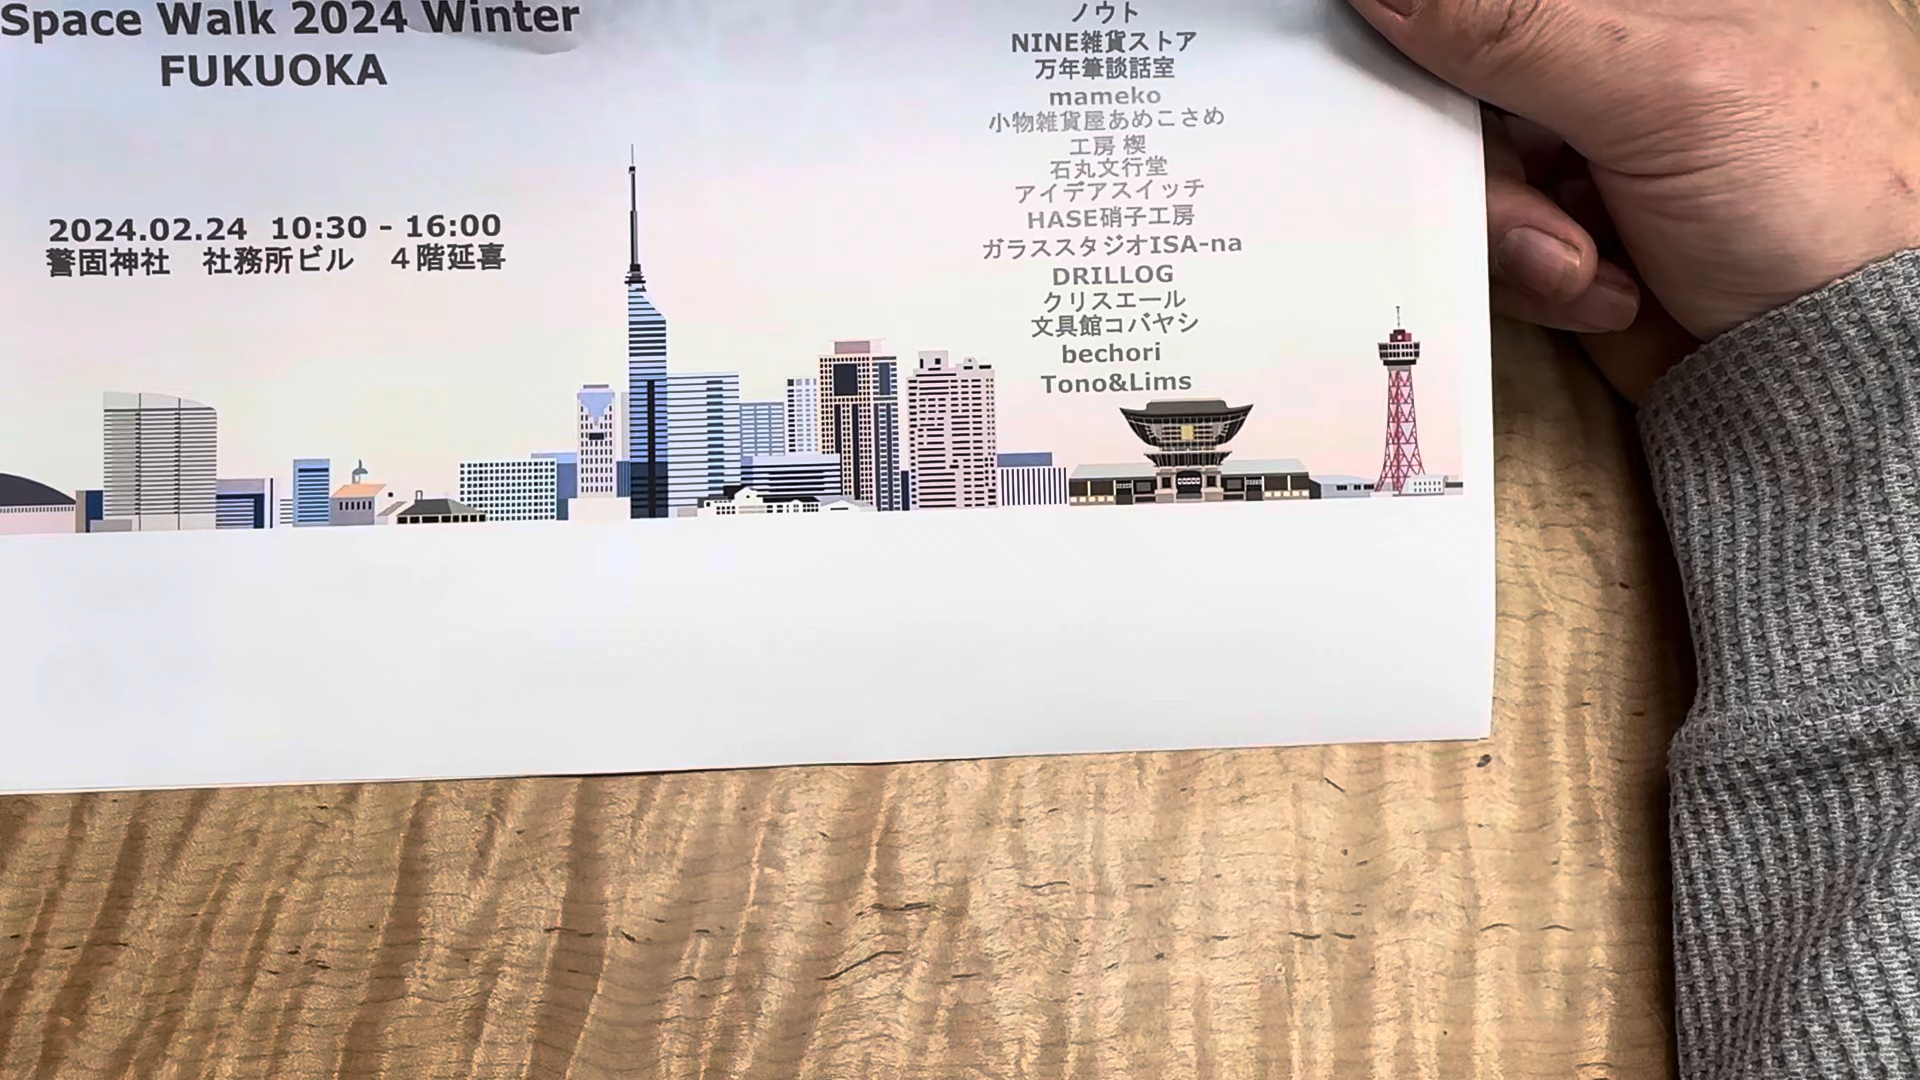 Space Walk 2024 Winter
FUKUOKA
2024.02.24 10:30 - 16:00
警固神社　社務所ビル　４階延喜
ノウト
NINE雑貨ストア
万年筆談話室
mameko
小物雑貨屋あめこさめ
工房 楔
石丸文行堂
アイデアスイッチ
HASE硝子工房
ガラススタジオISA-na
DRILLOG
クリスエール
文具館コバヤシ
bechori
Tono&Lims